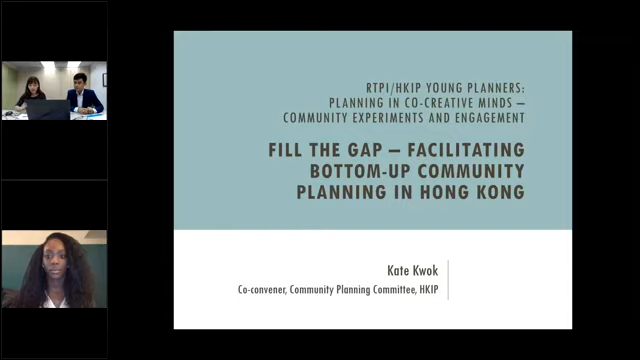 RTPI/HKIP YOUNG PLANNERS:
PLANNING IN CO-CREATIVE MINDS –
COMMUNITY EXPERIMENTS AND ENGAGEMENT
FILL THE GAP – FACILITATING
BOTTOM-UP COMMUNITY
PLANNING IN HONG KONG
Kate Kwok
Co-convener, Community Planning Committee, HKIP